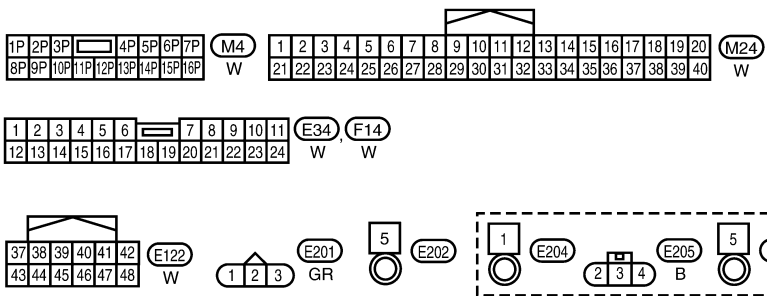 1P 2P 3P 4P 5P 6P 7P M4
8P 9P 10P 11P 12P 13P 14P 15P 16P W
1 2 3 4 5 6 7 8 9 10 11 12 13 14 15 16 17 18 19 20 M24
21 22 23 24 25 26 27 28 29 30 31 32 33 34 35 36 37 38 39 40 W
1 2 3 4 5 6 7 8 9 10 11 E34 , F14
12 13 14 15 16 17 18 19 20 21 22 23 24 W W
37 38 39 40 41 42 E122
43 44 45 46 47 48 W
1 2 3 E201
GR
5 E202
1 E204
2 3 4 E205
B
5